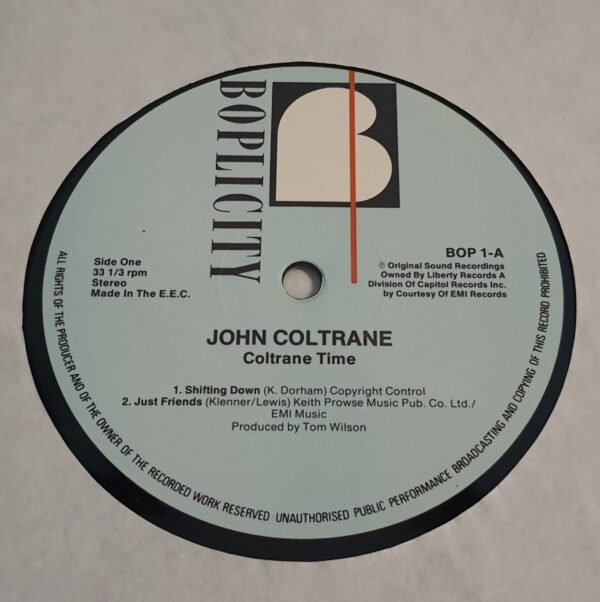 BOPLICITY
B
Side One
33 1/3 rpm
Stereo
Made In The E.E.C.
BOP 1-A
℗ Original Sound Recordings
Owned By Liberty Records A
Division Of Capitol Records Inc.
by Courtesy Of EMI Records
JOHN COLTRANE
Coltrane Time
1. Shifting Down (K. Dorham) Copyright Control
2. Just Friends (Klenner/Lewis) Keith Prowse Music Pub. Co. Ltd./
EMI Music
Produced by Tom Wilson
ALL RIGHTS OF THE PRODUCER AND OF THE OWNER OF THE RECORDED WORK RESERVED UNAUTHORISED PUBLIC PERFORMANCE BROADCASTING AND COPYING OF THIS RECORD PROHIBITED